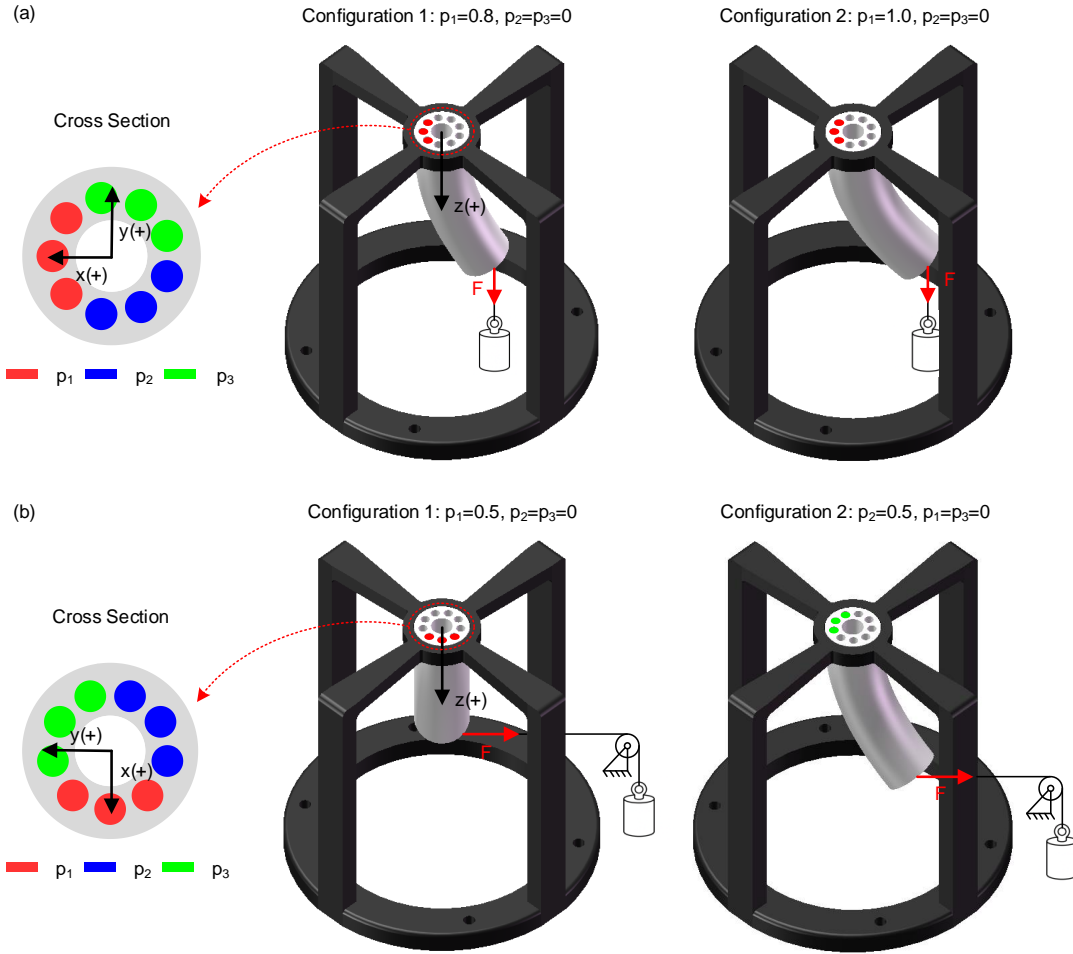 (a)
Configuration 1: p₁=0.8, p₂=p₃=0
Configuration 2: p₁=1.0, p₂=p₃=0
Cross Section
y(+)
x(+)
z(+)
F
F
p₁ p₂ p₃
(b)
Configuration 1: p₁=0.5, p₂=p₃=0
Configuration 2: p₂=0.5, p₁=p₃=0
Cross Section
y(+)
x(+)
z(+)
F
F
p₁ p₂ p₃